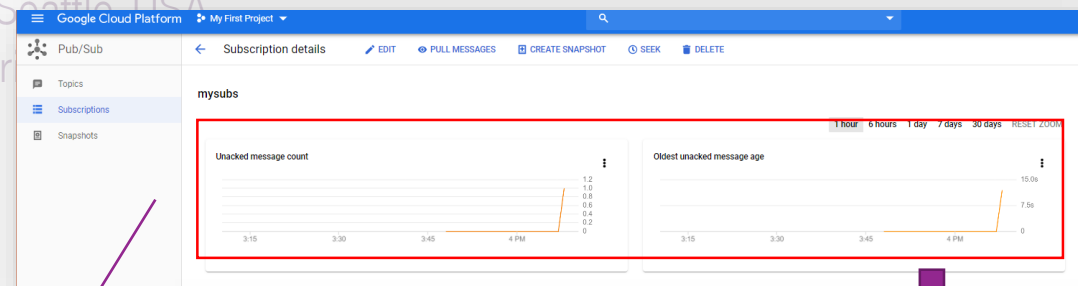 Seattle, USA
Google Cloud Platform My First Project
Pub/Sub Subscription details EDIT PULL MESSAGES CREATE SNAPSHOT SEEK DELETE
Topics
Subscriptions
Snapshots
mysubs
1 hour 6 hours 1 day 7 days 30 days RESET ZOOM
Unacked message count
1.2
1.0
0.8
0.6
0.4
0.2
0
3:15 3:30 3:45 4 PM
Oldest unacked message age
15.0s
7.5s
0
3:15 3:30 3:45 4 PM